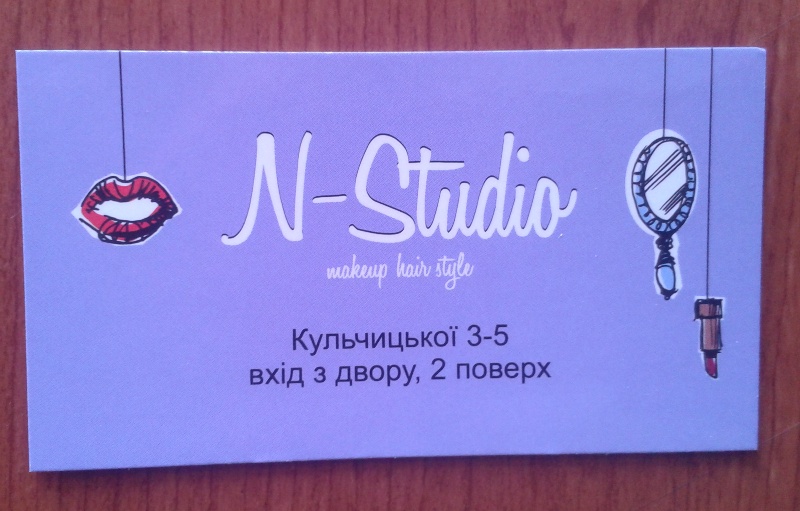 N-Studio
makeup hair style
Кульчицької 3-5
вхід з двору, 2 поверх